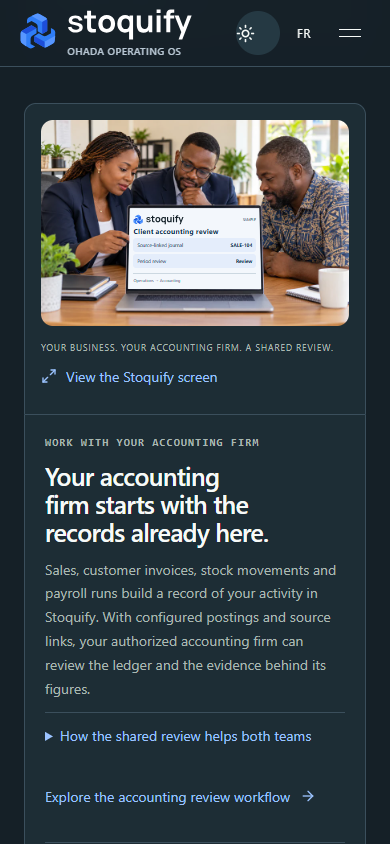 stoquify
OHADA OPERATING OS
FR
stoquify
Client accounting review
Source-linked journal SALE-104
Period review Review
Operations → Accounting
YOUR BUSINESS. YOUR ACCOUNTING FIRM. A SHARED REVIEW.
View the Stoquify screen
WORK WITH YOUR ACCOUNTING FIRM
Your accounting
firm starts with the
records already here.
Sales, customer invoices, stock movements and
payroll runs build a record of your activity in
Stoquify. With configured postings and source
links, your authorized accounting firm can
review the ledger and the evidence behind its
figures.
How the shared review helps both teams
Explore the accounting review workflow →